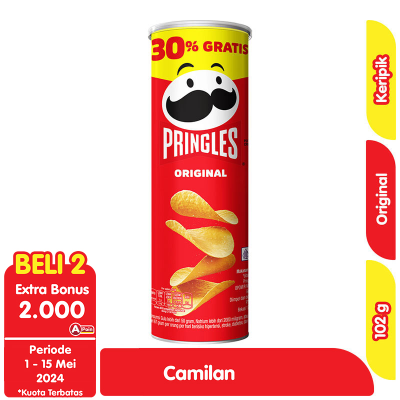 30% GRATIS
PRINGLES
ORIGINAL
Keripik
Original
102 g
BELI 2
Extra Bonus
2.000
A Poin
Periode
1 - 15 Mei
2024
*Kuota Terbatas
Camilan